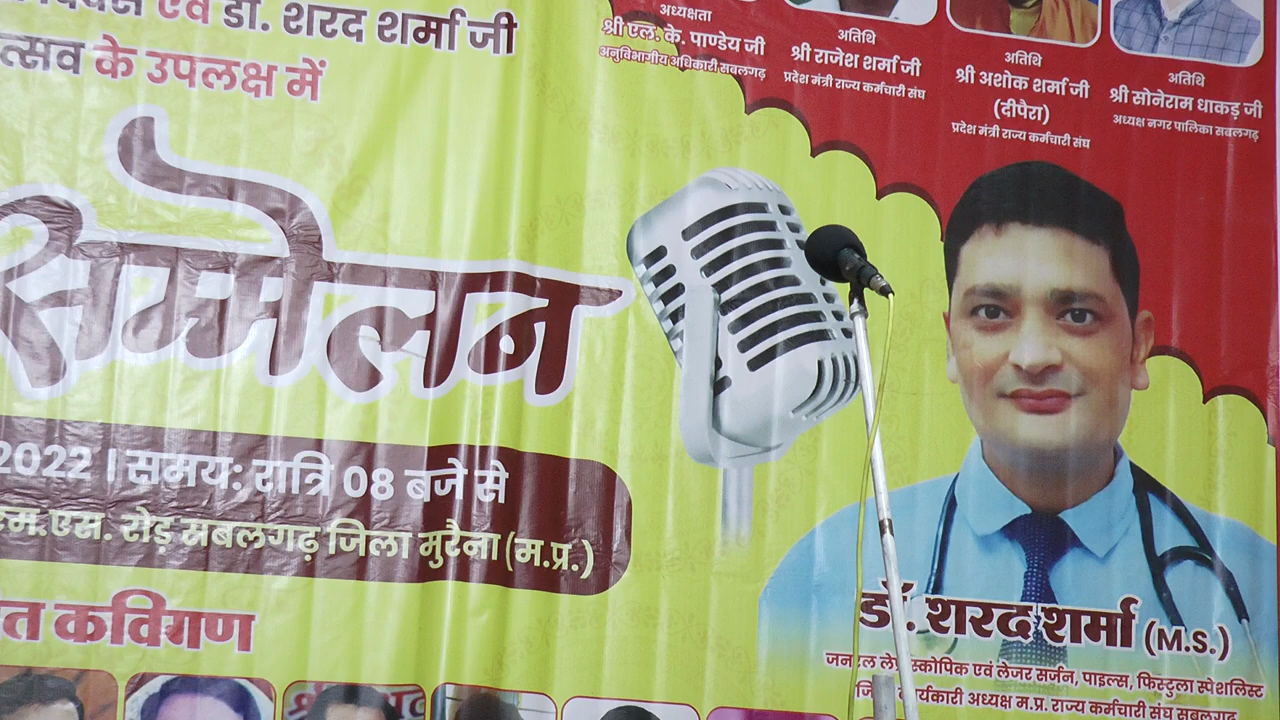 एवं डॉ. शरद शर्मा जी
के उपलक्ष में
सम्मेलन
2022 । समय: रात्रि 08 बजे से
एम.एस. रोड़ सबलगढ़ जिला मुरैना (म.प्र.)
कविगण
अध्यक्षता
श्री एल. के. पाण्डेय जी
अनुविभागीय अधिकारी सबलगढ़
अतिथि
श्री राजेश शर्मा जी
प्रदेश मंत्री राज्य कर्मचारी संघ
अतिथि
श्री अशोक शर्मा जी
(दीपैरा)
प्रदेश मंत्री राज्य कर्मचारी संघ
अतिथि
श्री सोनेराम धाकड़ जी
अध्यक्ष नगर पालिका सबलगढ़
डॉ. शरद शर्मा (M.S.)
जनरल लेप्रोस्कोपिक एवं लेजर सर्जन, पाइल्स, फिस्टुला स्पेशलिस्ट
कार्यकारी अध्यक्ष म.प्र. राज्य कर्मचारी संघ सबलगढ़